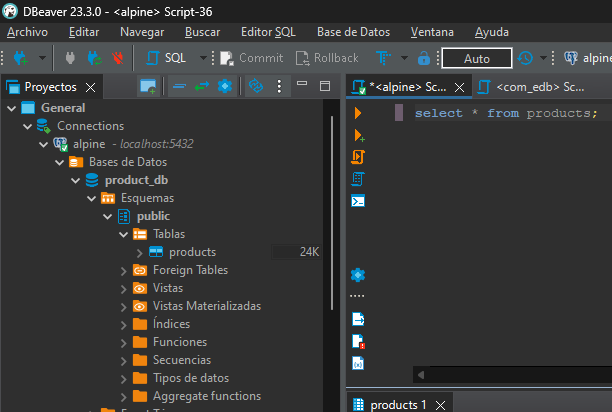 DBeaver 23.3.0 - <alpine> Script-36
Archivo Editar Navegar Buscar Editor SQL Base de Datos Ventana Ayuda
SQL Commit Rollback Auto alpine
Proyectos
*<alpine> Sc...
<com_edb> Sc...
General
Connections
alpine - localhost:5432
Bases de Datos
product_db
Esquemas
public
Tablas
products 24K
Foreign Tables
Vistas
Vistas Materializadas
Índices
Funciones
Secuencias
Tipos de datos
Aggregate functions
select * from products;
products 1